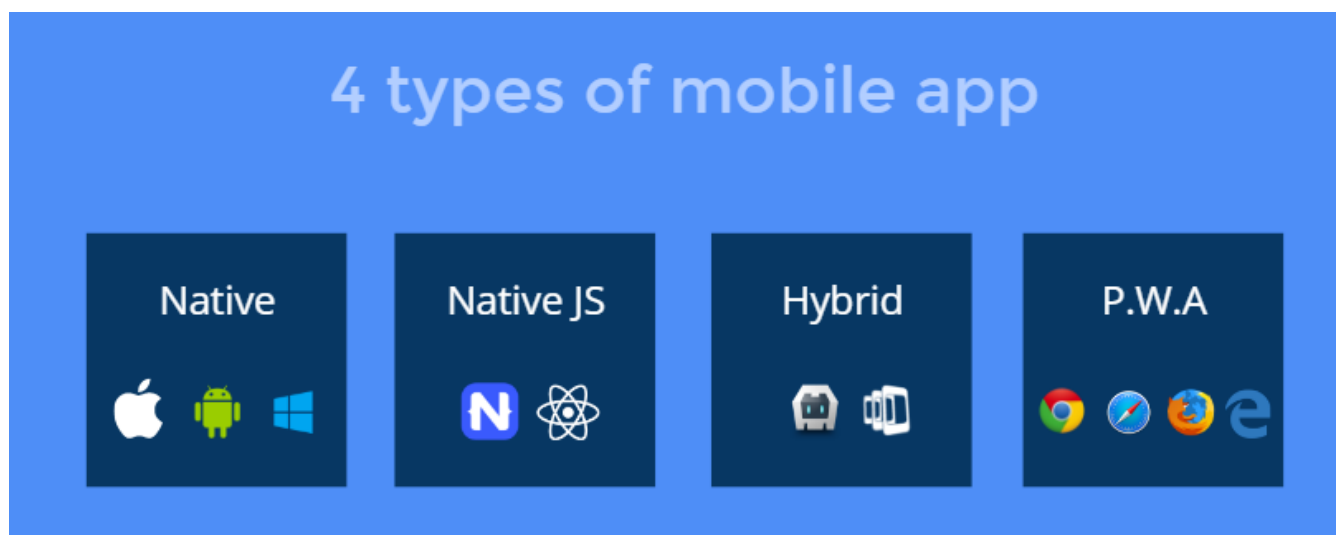 4 types of mobile app
Native
Native JS
Hybrid
P.W.A
N